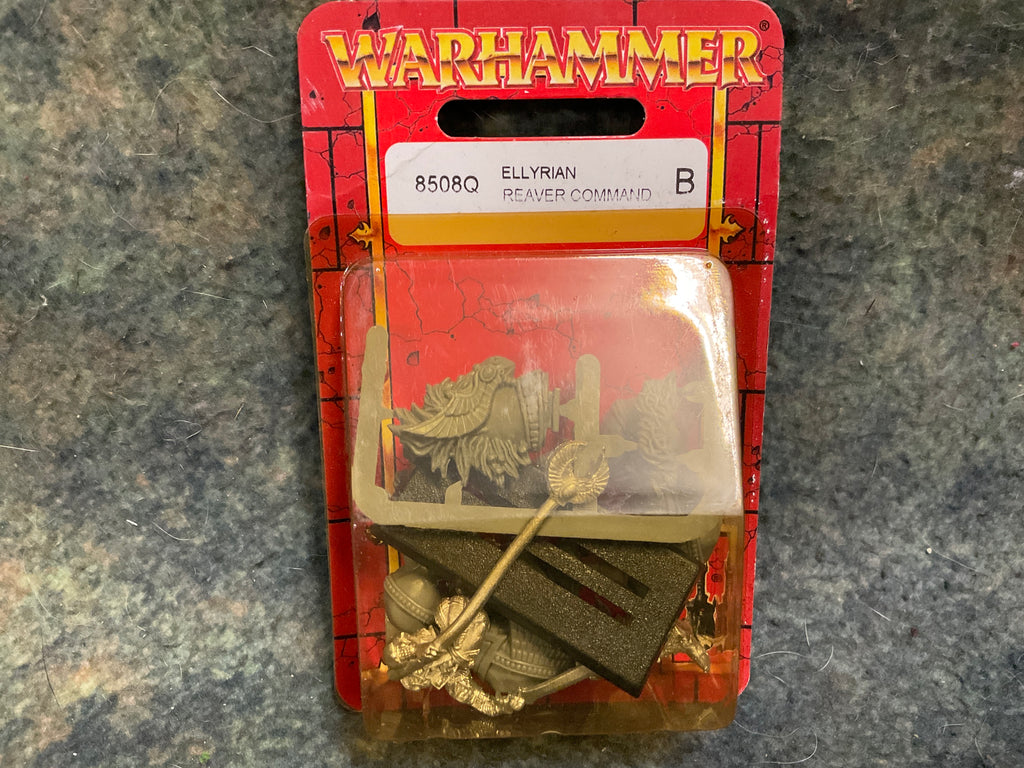 WARHAMMER®
8508Q ELLYRIAN B
REAVER COMMAND